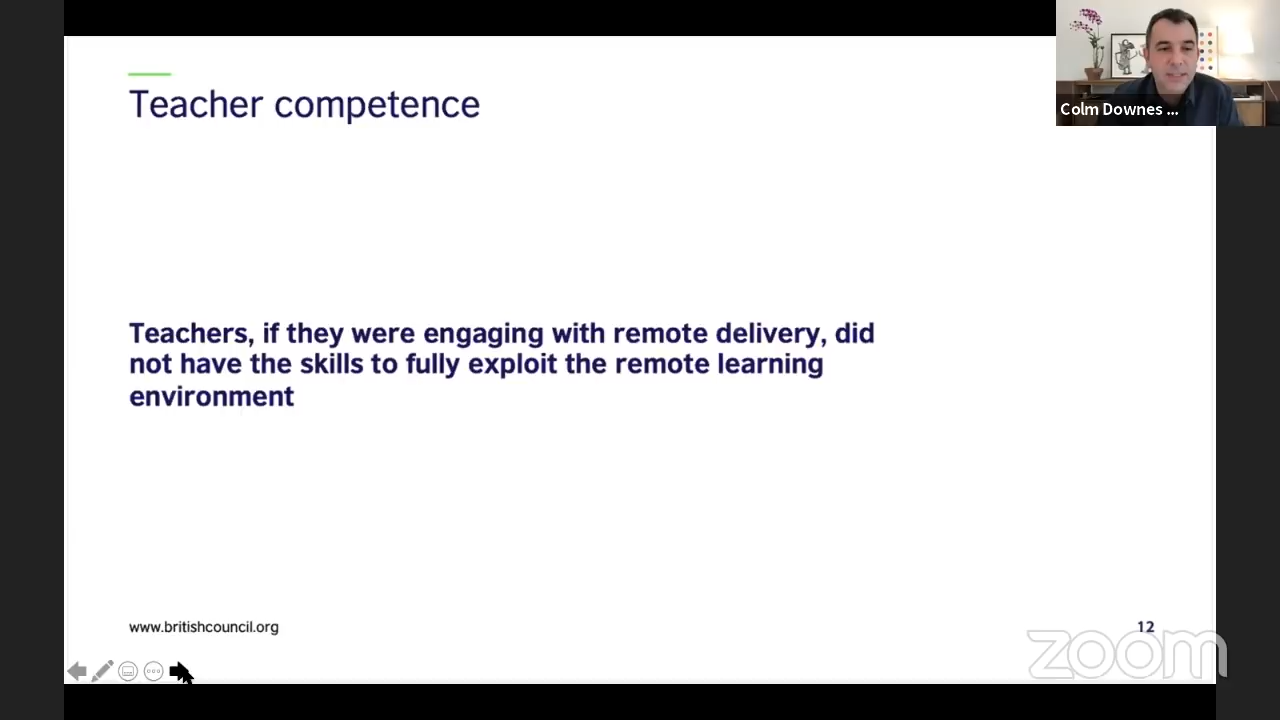 Teacher competence
Colm Downes ...
Teachers, if they were engaging with remote delivery, did
not have the skills to fully exploit the remote learning
environment
www.britishcouncil.org
12
zoom